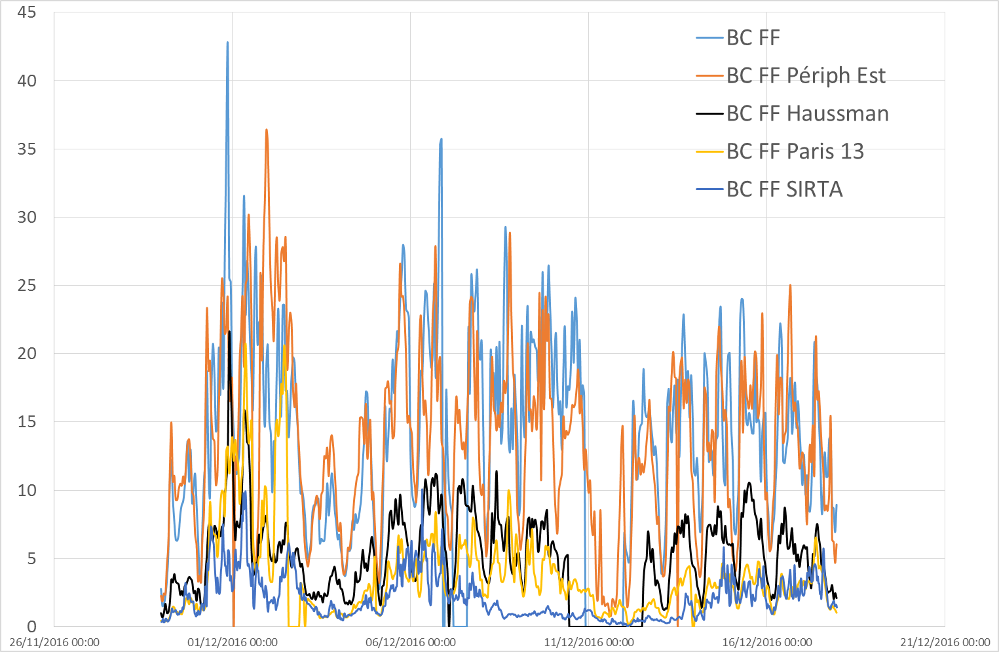 45
40
35
30
25
20
15
10
5
0
BC FF
BC FF Périph Est
BC FF Haussman
BC FF Paris 13
BC FF SIRTA
26/11/2016 00:00 01/12/2016 00:00 06/12/2016 00:00 11/12/2016 00:00 16/12/2016 00:00 21/12/2016 00:00